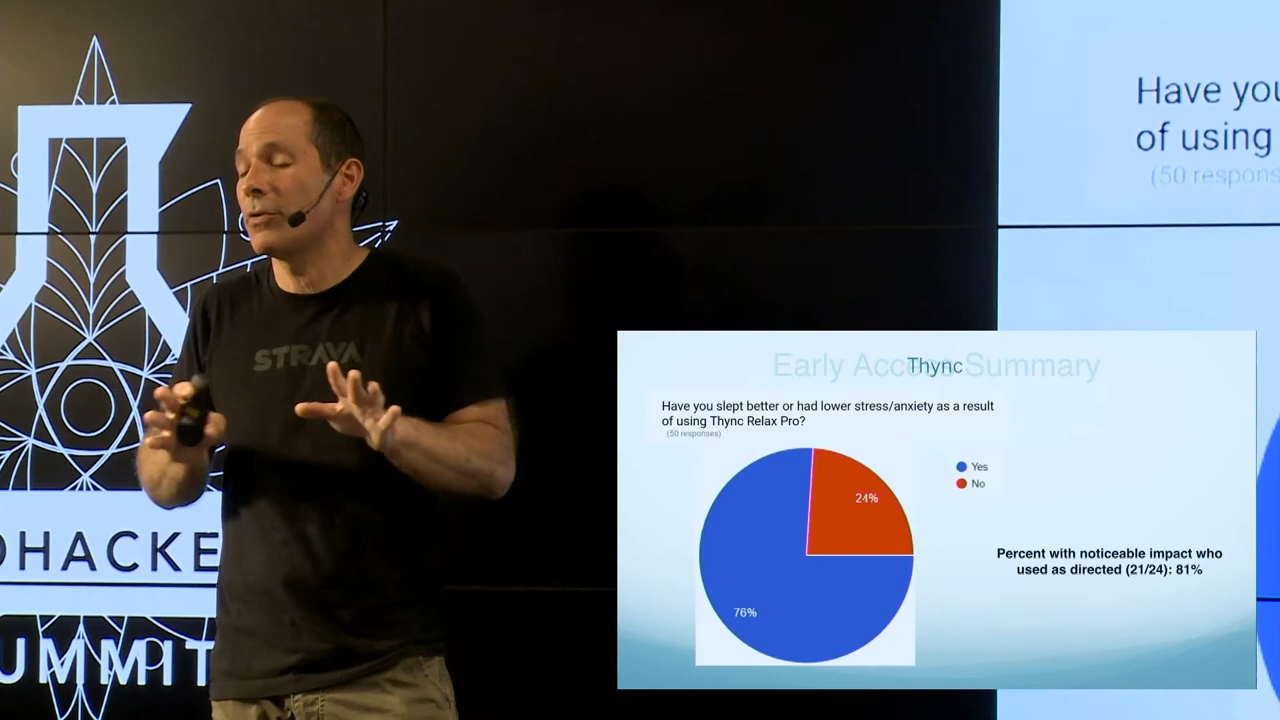 STRAVA
OHACKE
UMMIT
Have you
of using
(50 respons
Early Access Summary
Thync
Have you slept better or had lower stress/anxiety as a result
of using Thync Relax Pro?
(50 responses)
Yes
No
24%
76%
Percent with noticeable impact who
used as directed (21/24): 81%